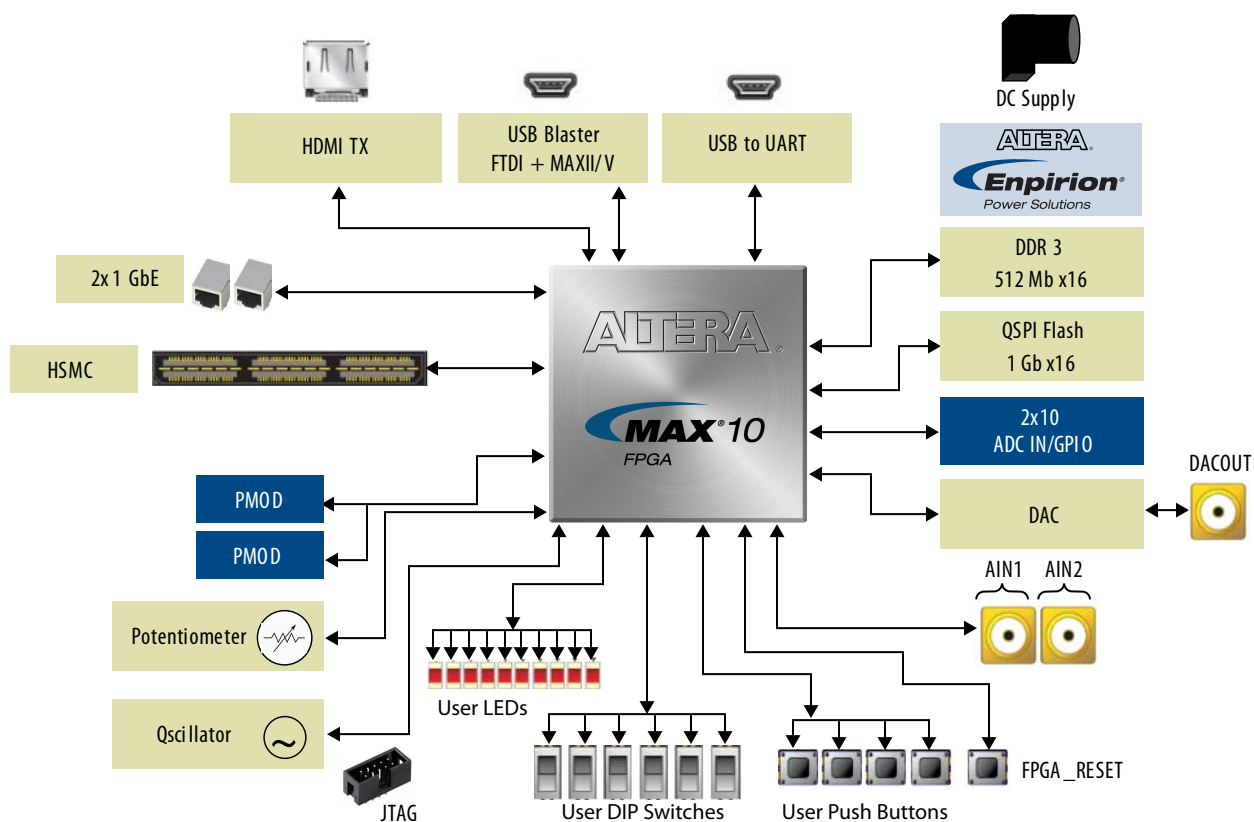 DC Supply
HDMI TX
USB Blaster
FTDI + MAXII/V
USB to UART
ALTERA®
Enpirion®
Power Solutions
2x 1 GbE
DDR 3
512 Mb x16
ALTERA®
HSMC
QSPI Flash
1 Gb x16
MAX® 10
FPGA
2x10
ADC IN/GPIO
DACOUT
PMOD
DAC
PMOD
AIN1
AIN2
Potentiometer
User LEDs
Qscillator
JTAG
User DIP Switches
User Push Buttons
FPGA_RESET